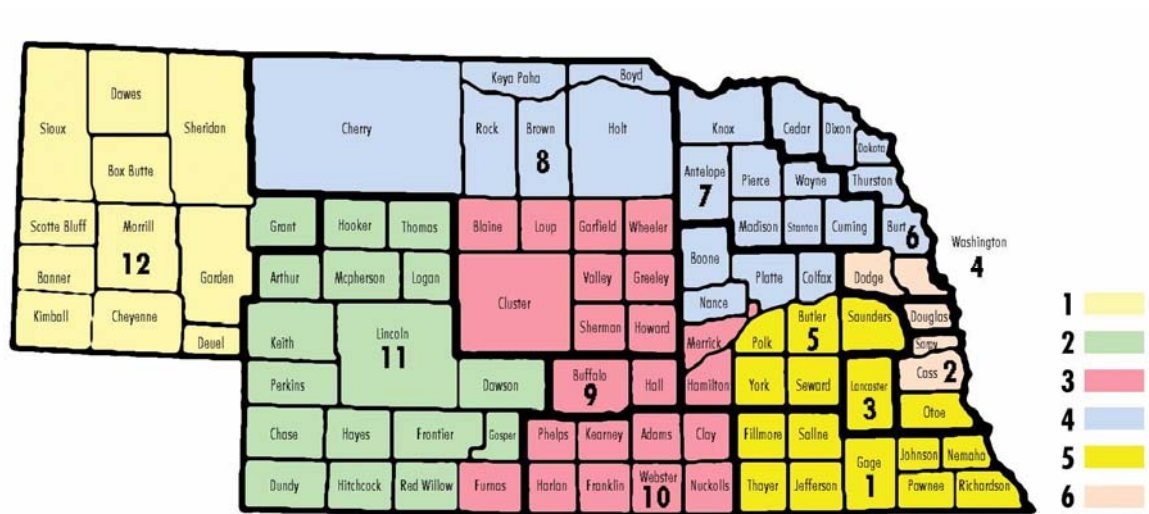 Keya Paha
Boyd
Dawes
Sioux
Sheridan
Cherry
Rock
Brown
Holt
Knox
Cedar
Dixon
Dakota
Box Butte
8
Antelope
Pierce
Wayne
Thurston
7
Scotte Bluff
Morrill
Grant
Hooker
Thomas
Blaine
Loup
Garfield
Wheeler
Madison
Stanton
Cuming
Burt
6
Washington
4
12
Banner
Garden
Arthur
Mcpherson
Logan
Cluster
Valley
Greeley
Boone
Platte
Colfax
Dodge
Kimball
Cheyenne
Nance
Deuel
Keith
Lincoln
11
Sherman
Howard
Merrick
Polk
Butler
5
Saunders
Douglas
Sarpy
Perkins
Dawson
Buffalo
9
Hall
Hamilton
York
Seward
Lancaster
3
Cass
2
Otoe
Chase
Hayes
Frontier
Gosper
Phelps
Kearney
Adams
Clay
Fillmore
Saline
Gage
1
Johnson
Nemaha
Dundy
Hitchcock
Red Willow
Furnas
Harlan
Franklin
Webster
10
Nuckolls
Thayer
Jefferson
Pawnee
Richardson
1
2
3
4
5
6